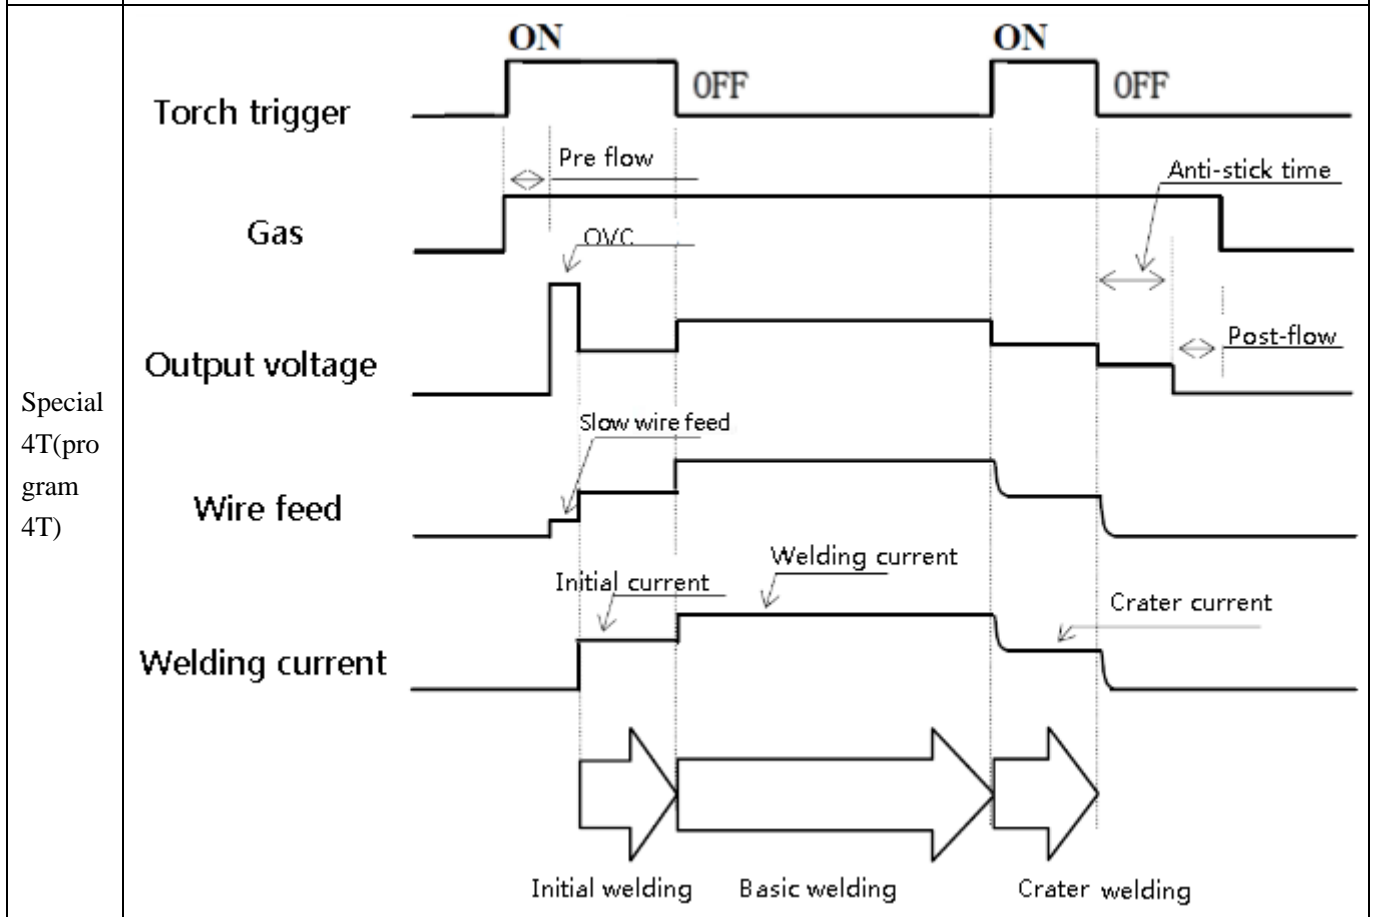 ON
ON
OFF
OFF
Torch trigger
Pre flow
Anti-stick time
Gas
OVC
Post-flow
Output voltage
Special
4T(pro
gram
4T)
Slow wire feed
Wire feed
Welding current
Initial current
Crater current
Welding current
Initial welding
Basic welding
Crater welding